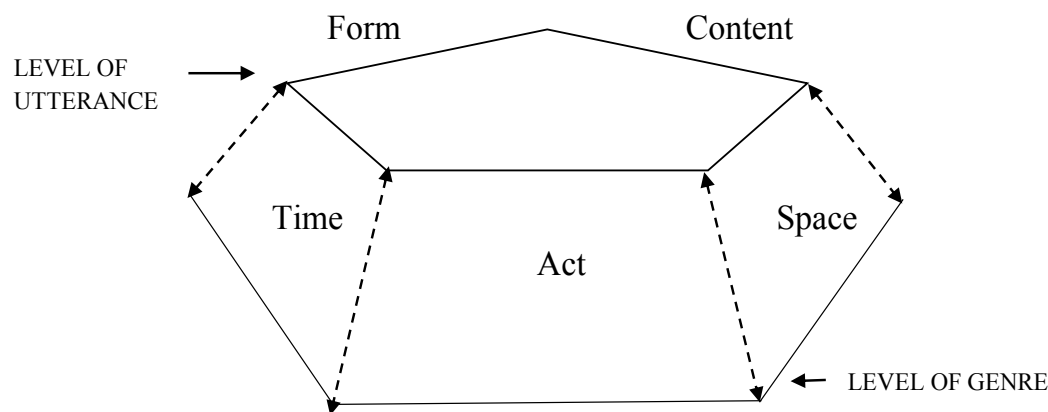 Form
Content
LEVEL OF
UTTERANCE
Time
Space
Act
LEVEL OF GENRE